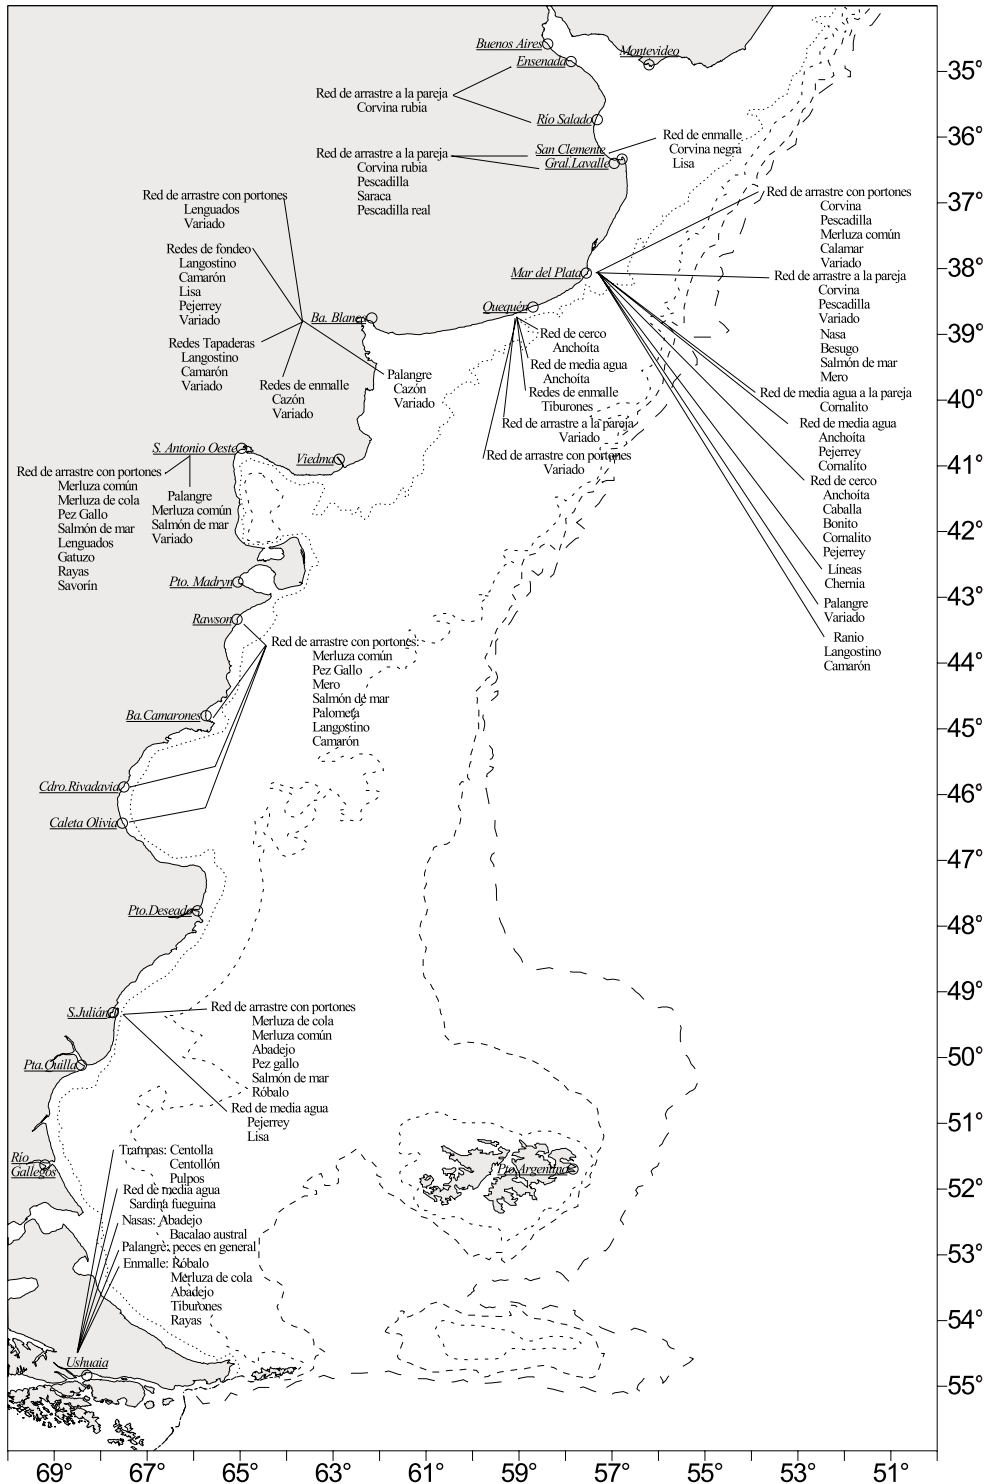 Buenos Aires
Montevideo
Ensenada
Red de arrastre a la pareja
Corvina rubia
Río Salado
San Clemente
Gral.Lavalle
Red de enmalle
Corvina negra
Lisa
Red de arrastre a la pareja
Corvina rubia
Pescadilla
Saraca
Pescadilla real
Red de arrastre con portones
Lenguados
Variado
Redes de fondeo
Langostino
Camarón
Lisa
Pejerrey
Variado
Redes Tapaderas
Langostino
Camarón
Variado
Redes de enmalle
Cazón
Variado
Ba. Blanca
Palangre
Cazón
Variado
Mar del Plata
Red de arrastre con portones
Corvina
Pescadilla
Merluza común
Calamar
Variado
Red de arrastre a la pareja
Corvina
Pescadilla
Variado
Nasa
Besugo
Salmón de mar
Mero
Red de media agua a la pareja
Cornalito
Red de media agua
Anchoíta
Pejerrey
Cornalito
Red de cerco
Anchoíta
Caballa
Bonito
Cornalito
Pejerrey
Líneas
Chernia
Palangre
Variado
Ranio
Langostino
Camarón
Quequén
Red de cerco
Anchoíta
Red de media agua
Anchoíta
Redes de enmalle
Tiburones
Red de arrastre a la pareja
Variado
Red de arrastre con portones
Variado
S. Antonio Oeste
Viedma
Red de arrastre con portones
Merluza común
Merluza de cola
Pez Gallo
Salmón de mar
Lenguados
Gatuzo
Rayas
Savorín
Palangre
Merluza común
Salmón de mar
Variado
Pto. Madryn
Rawson
Red de arrastre con portones:
Merluza común
Pez Gallo
Mero
Salmón de mar
Palometa
Langostino
Camarón
Ba.Camarones
Cdro.Rivadavia
Caleta Olivia
Pto.Deseado
S.Julián
Red de arrastre con portones
Merluza de cola
Merluza común
Abadejo
Pez gallo
Salmón de mar
Róbalo
Red de media agua
Pejerrey
Lisa
Pta.Quilla
Río
Gallegos
Pto.Argentino
Trampas: Centolla
Centollón
Pulpos
Red de media agua
Sardina fueguina
Nasas: Abadejo
Bacalao austral
Palangre: peces en general
Enmalle: Róbalo
Merluza de cola
Abadejo
Tiburones
Rayas
Ushuaia
35°
36°
37°
38°
39°
40°
41°
42°
43°
44°
45°
46°
47°
48°
49°
50°
51°
52°
53°
54°
55°
69° 67° 65° 63° 61° 59° 57° 55° 53° 51°